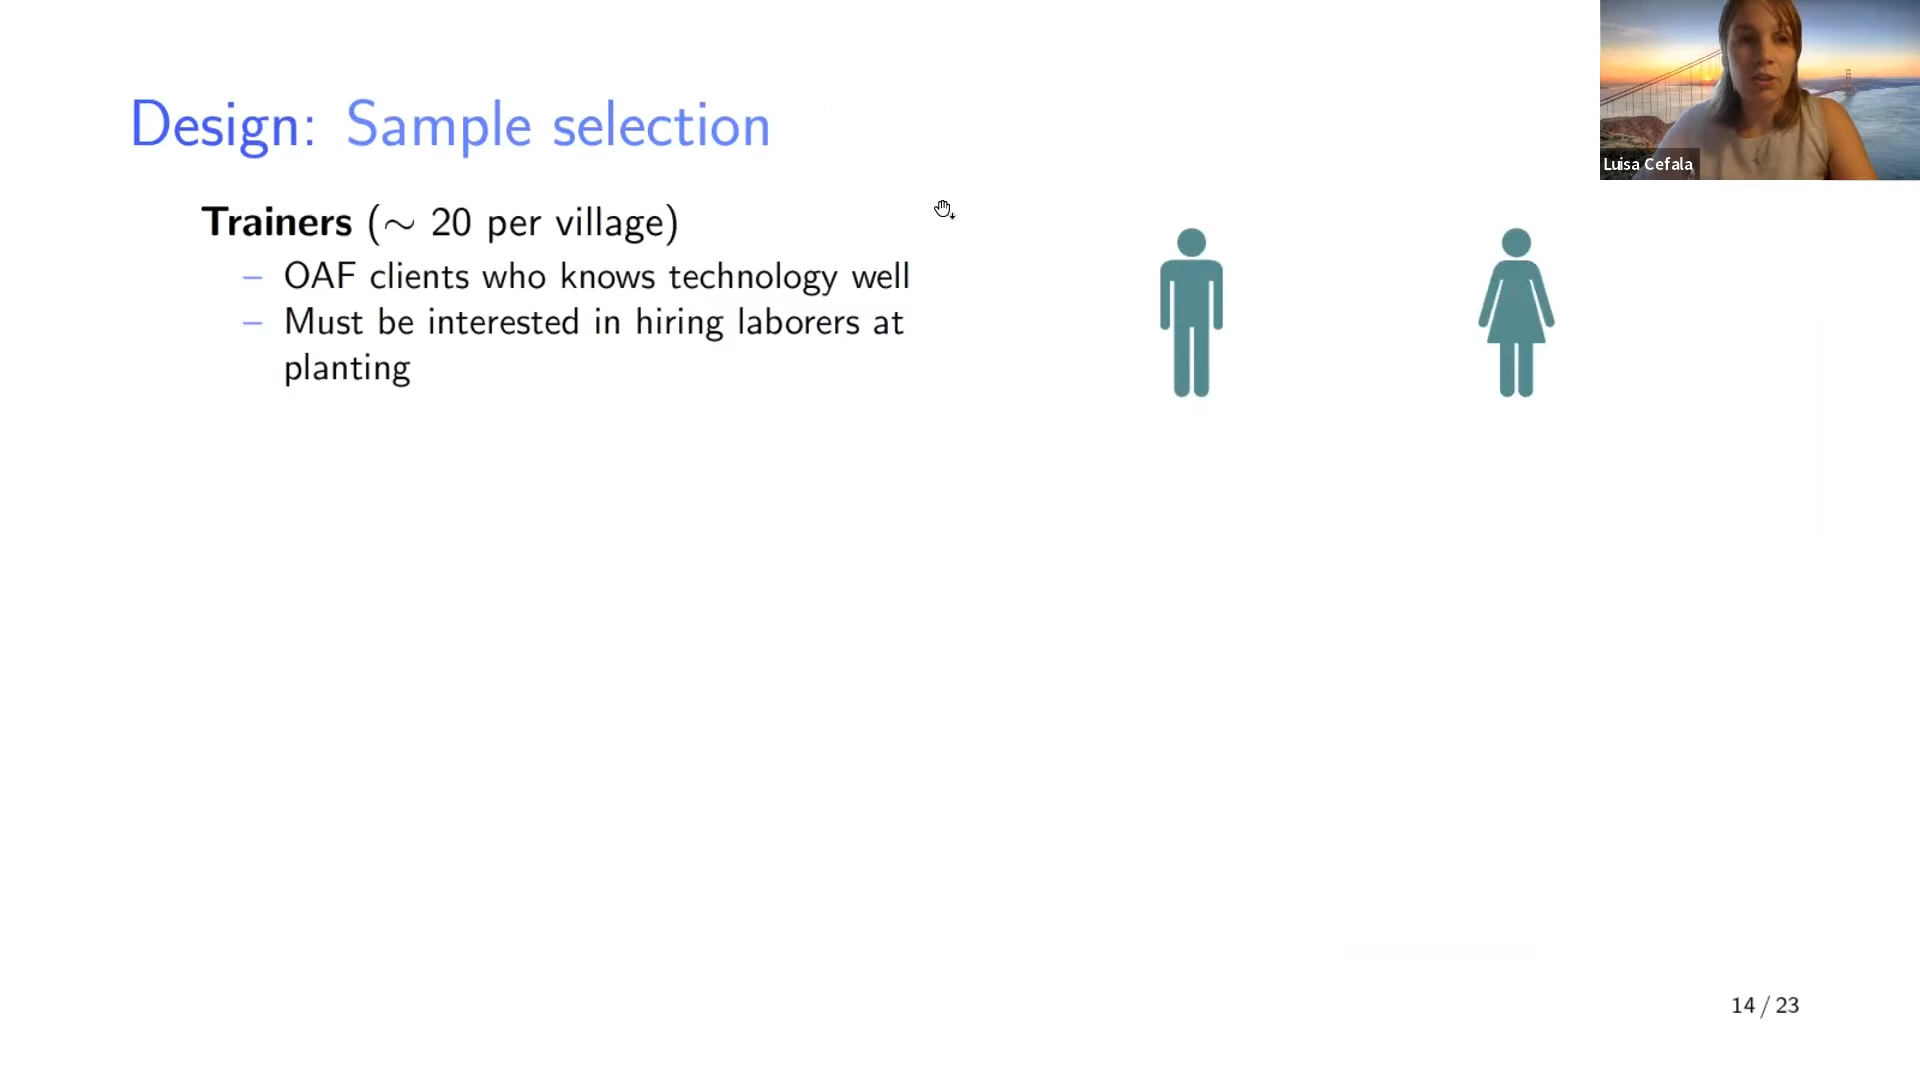 Design: Sample selection
Luisa Cefala
Trainers (∼ 20 per village)
– OAF clients who knows technology well
– Must be interested in hiring laborers at
planting
14 / 23